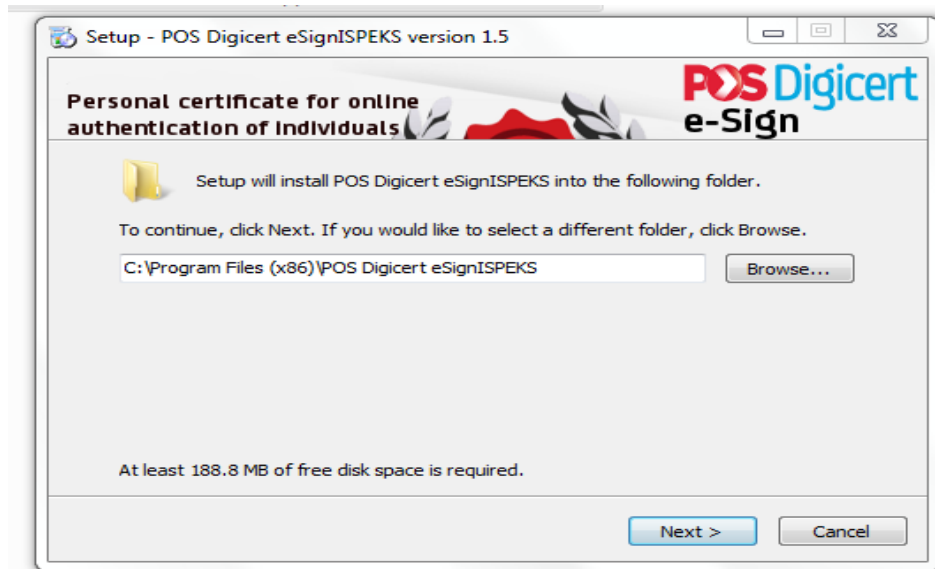 Setup - POS Digicert eSignISPEKS version 1.5
Personal certificate for online
authentication of individuals
POS Digicert
e-Sign
Setup will install POS Digicert eSignISPEKS into the following folder.
To continue, click Next. If you would like to select a different folder, click Browse.
C:\Program Files (x86)\POS Digicert eSignISPEKS
Browse...
At least 188.8 MB of free disk space is required.
Next >
Cancel